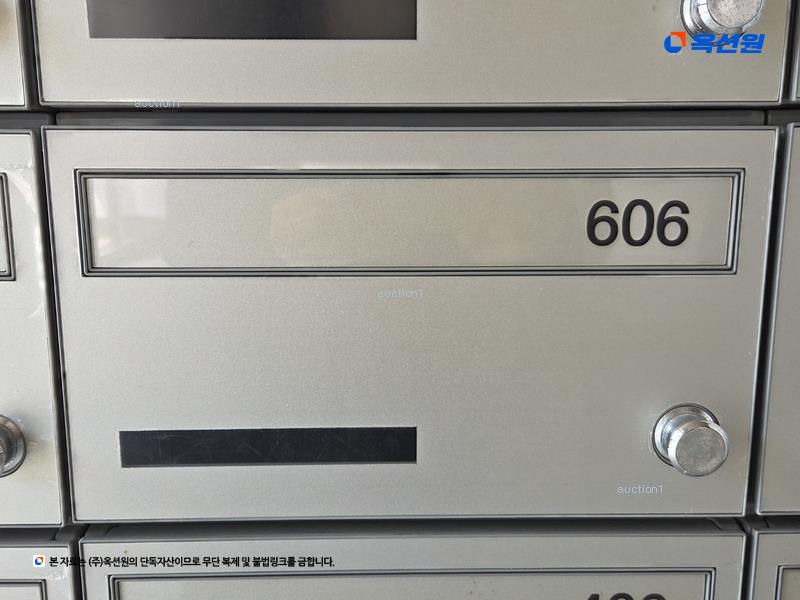 옥션원
auction1
606
auction1
auction1
본 자료는 (주)옥션원의 단독자산이므로 무단 복제 및 불법링크를 금합니다.